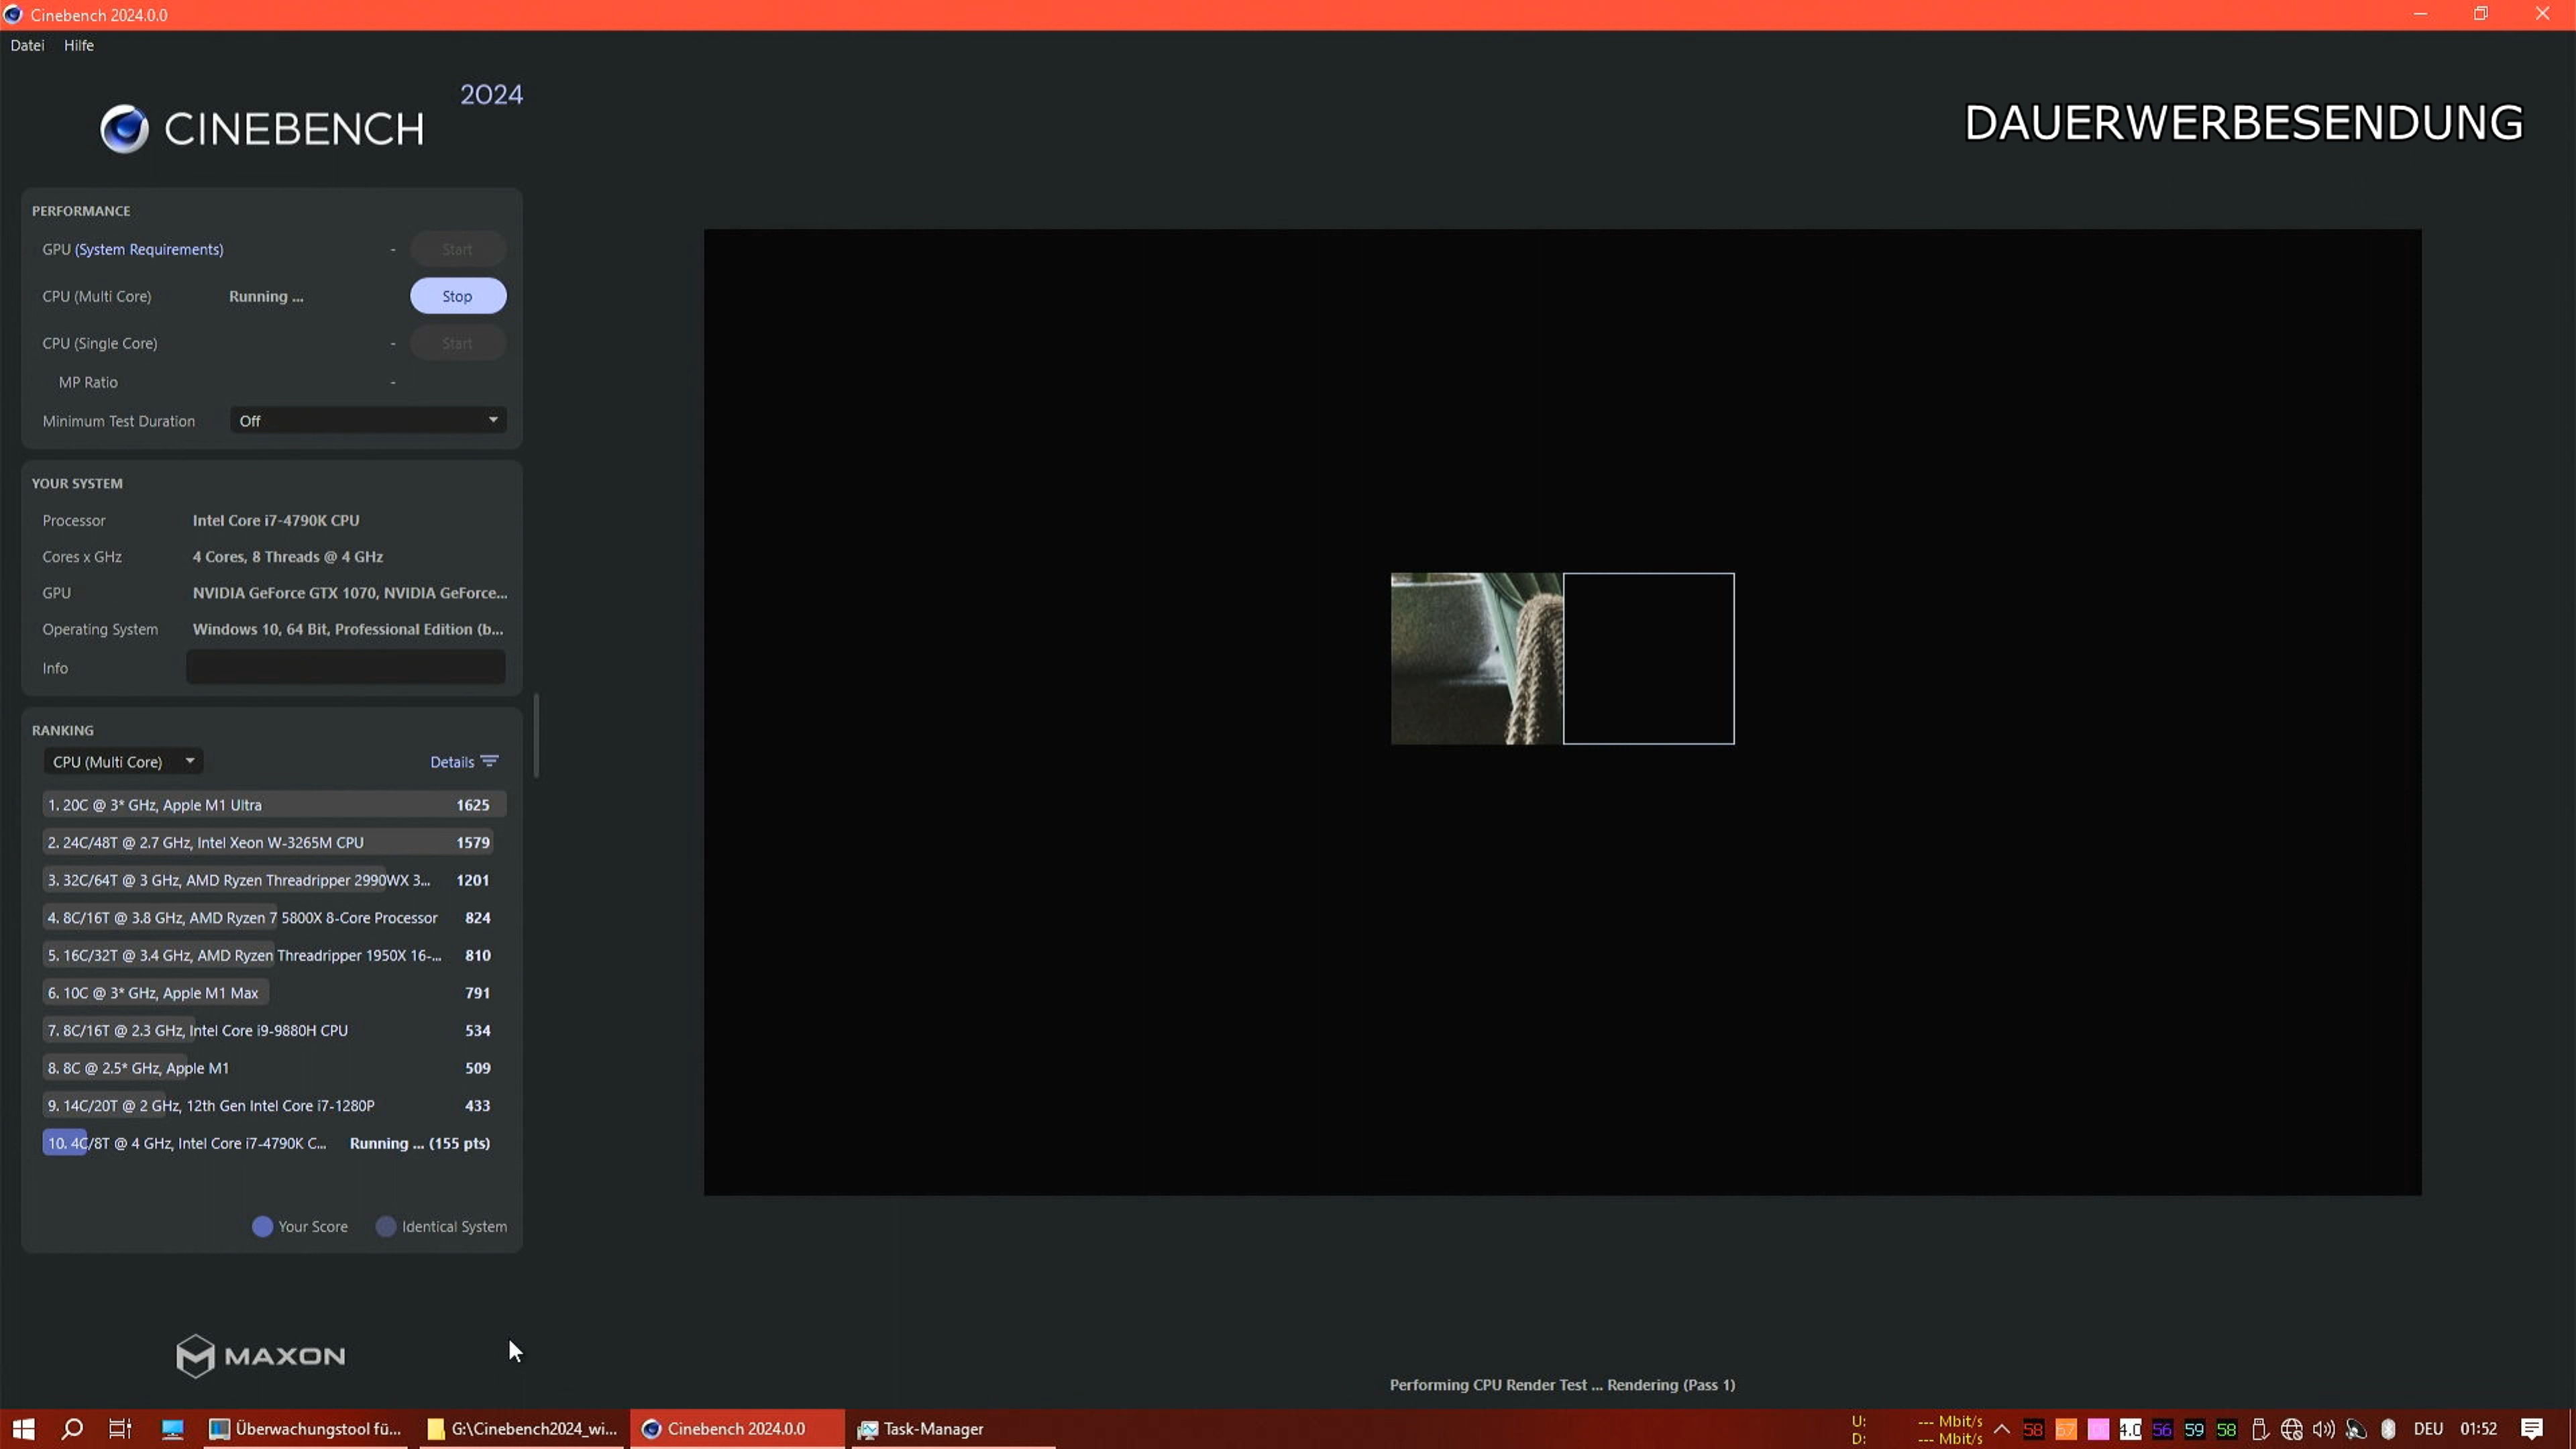 Cinebench 2024.0.0
Datei Hilfe
2024
CINEBENCH
DAUERWERBESENDUNG
PERFORMANCE
GPU (System Requirements) - Start
CPU (Multi Core) Running ... Stop
CPU (Single Core) - Start
MP Ratio -
Minimum Test Duration Off
YOUR SYSTEM
Processor Intel Core i7-4790K CPU
Cores x GHz 4 Cores, 8 Threads @ 4 GHz
GPU NVIDIA GeForce GTX 1070, NVIDIA GeForce...
Operating System Windows 10, 64 Bit, Professional Edition (b...
Info
RANKING
CPU (Multi Core) Details
1. 20C @ 3* GHz, Apple M1 Ultra 1625
2. 24C/48T @ 2.7 GHz, Intel Xeon W-3265M CPU 1579
3. 32C/64T @ 3 GHz, AMD Ryzen Threadripper 2990WX 3... 1201
4. 8C/16T @ 3.8 GHz, AMD Ryzen 7 5800X 8-Core Processor 824
5. 16C/32T @ 3.4 GHz, AMD Ryzen Threadripper 1950X 16-... 810
6. 10C @ 3* GHz, Apple M1 Max 791
7. 8C/16T @ 2.3 GHz, Intel Core i9-9880H CPU 534
8. 8C @ 2.5* GHz, Apple M1 509
9. 14C/20T @ 2 GHz, 12th Gen Intel Core i7-1280P 433
10. 4C/8T @ 4 GHz, Intel Core i7-4790K C... Running ... (155 pts)
Your Score Identical System
MAXON
Performing CPU Render Test ... Rendering (Pass 1)
Überwachungstool fü... G:\Cinebench2024_wi... Cinebench 2024.0.0 Task-Manager
U: --- Mbit/s
D: --- Mbit/s
58 67 4.0 56 59 58 DEU 01:52